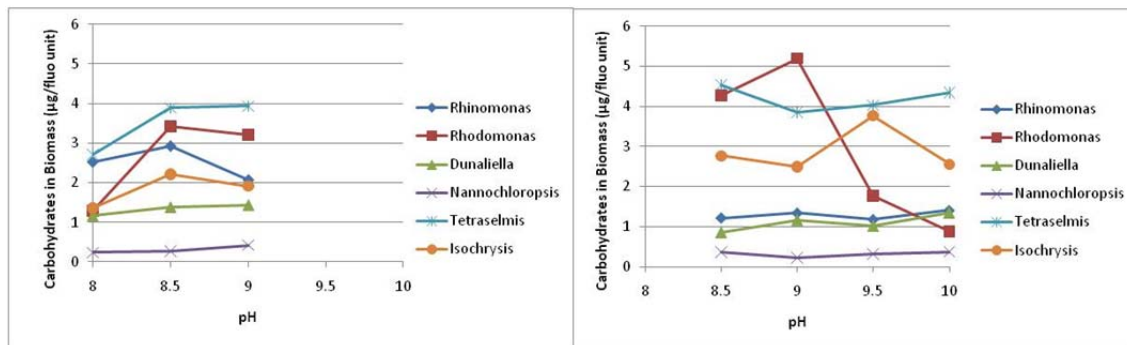 Carbohydrates in Biomass (µg/fluo unit)
6
5
4
3
2
1
0
8
8.5
9
9.5
10
pH
Rhinomonas
Rhodomonas
Dunaliella
Nannochloropsis
Tetraselmis
Isochrysis
Carbohydrates in Biomass (µg/fluo unit)
6
5
4
3
2
1
0
8
8.5
9
9.5
10
pH
Rhinomonas
Rhodomonas
Dunaliella
Nannochloropsis
Tetraselmis
Isochrysis